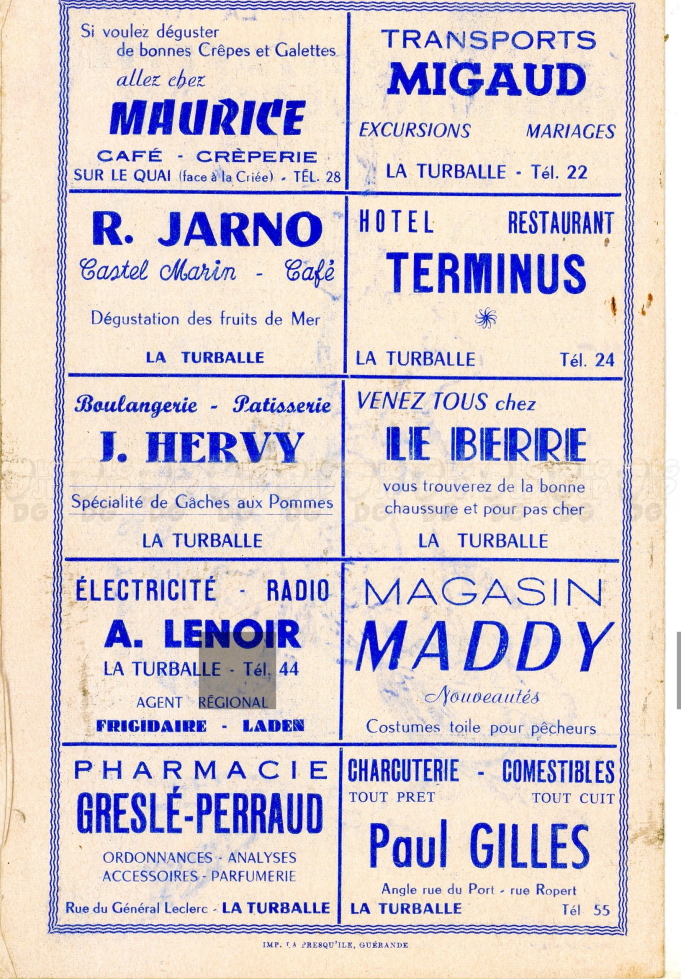 Si voulez déguster
de bonnes Crêpes et Galettes
allez chez
MAURICE
CAFÉ - CRÈPERIE
SUR LE QUAI (face à la Criée) - TÉL. 28
TRANSPORTS
MIGAUD
EXCURSIONS MARIAGES
LA TURBALLE - Tél. 22
R. JARNO
Castel Marin - Café
Dégustation des fruits de Mer
LA TURBALLE
HOTEL RESTAURANT
TERMINUS
LA TURBALLE Tél. 24
Boulangerie - Patisserie
J. HERVY
Spécialité de Gâches aux Pommes
LA TURBALLE
VENEZ TOUS chez
LE BERRE
vous trouverez de la bonne
chaussure et pour pas cher
LA TURBALLE
ÉLECTRICITÉ - RADIO
A. LENOIR
LA TURBALLE - Tél. 44
AGENT RÉGIONAL
FRIGIDAIRE - LADEN
MAGASIN
MADDY
Nouveautés
Costumes toile pour pêcheurs
PHARMACIE
GRESLÉ-PERRAUD
ORDONNANCES - ANALYSES
ACCESSOIRES - PARFUMERIE
Rue du Général Leclerc - LA TURBALLE
CHARCUTERIE - COMESTIBLES
TOUT PRET TOUT CUIT
Paul GILLES
Angle rue du Port - rue Ropert
LA TURBALLE Tél 55
IMP. LA PRESQU'ILE, GUÉRANDE